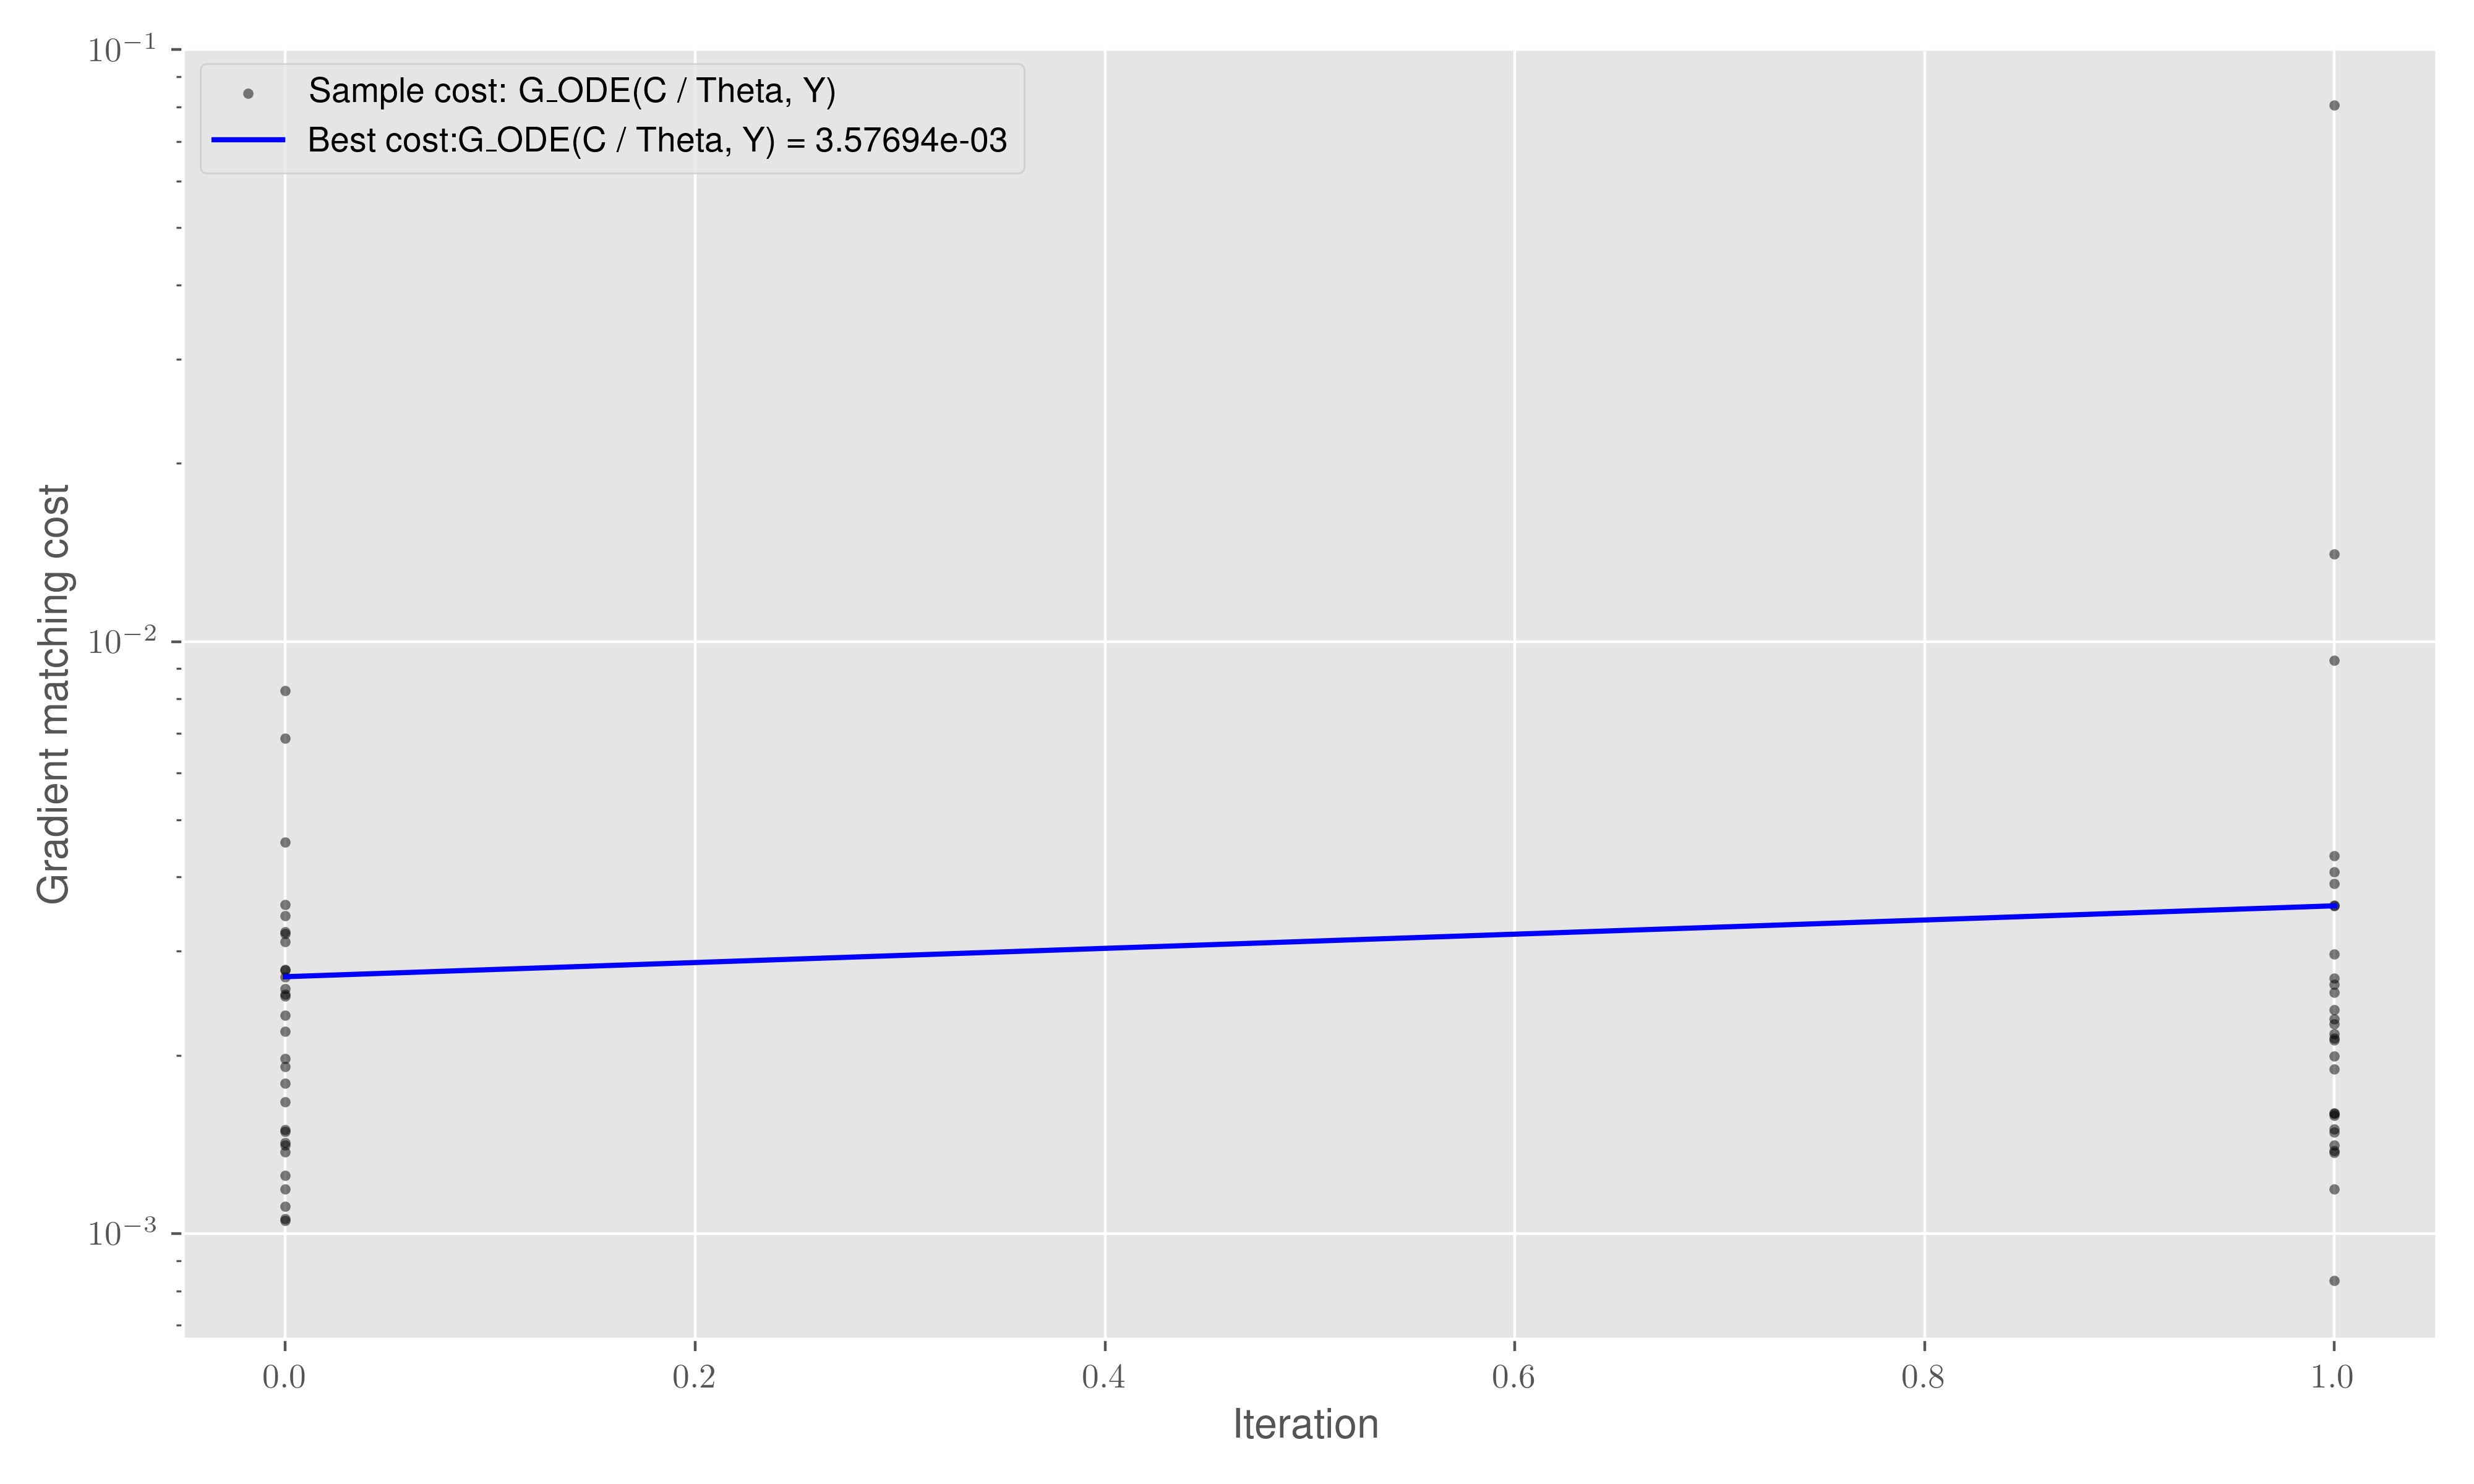 10⁻¹
Sample cost: G_ODE(C / Theta, Y)
Best cost:G_ODE(C / Theta, Y) = 3.57694e-03
Gradient matching cost
10⁻²
10⁻³
0.0 0.2 0.4 0.6 0.8 1.0
Iteration